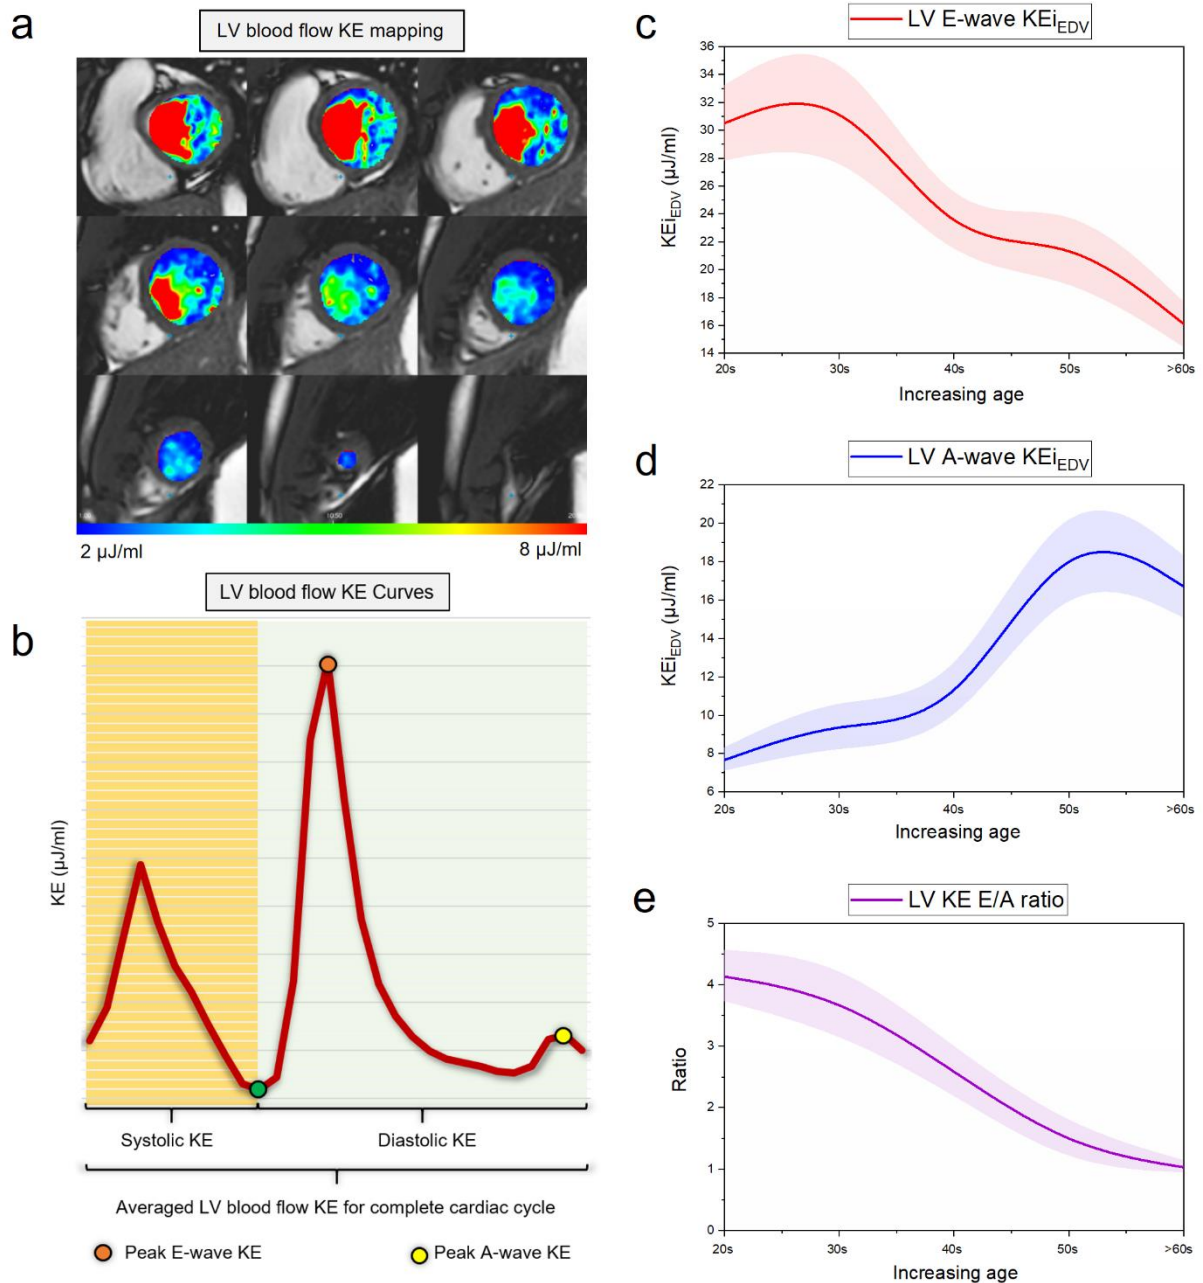 a
LV blood flow KE mapping
2 µJ/ml
8 µJ/ml
LV blood flow KE Curves
b
KE (µJ/ml)
Systolic KE
Diastolic KE
Averaged LV blood flow KE for complete cardiac cycle
Peak E-wave KE
Peak A-wave KE
c
LV E-wave KEiEDV
KEiEDV (µJ/ml)
36
34
32
30
28
26
24
22
20
18
16
14
20s 30s 40s 50s >60s
Increasing age
d
LV A-wave KEiEDV
KEiEDV (µJ/ml)
22
20
18
16
14
12
10
8
6
20s 30s 40s 50s >60s
Increasing age
e
LV KE E/A ratio
Ratio
5
4
3
2
1
0
20s 30s 40s 50s >60s
Increasing age